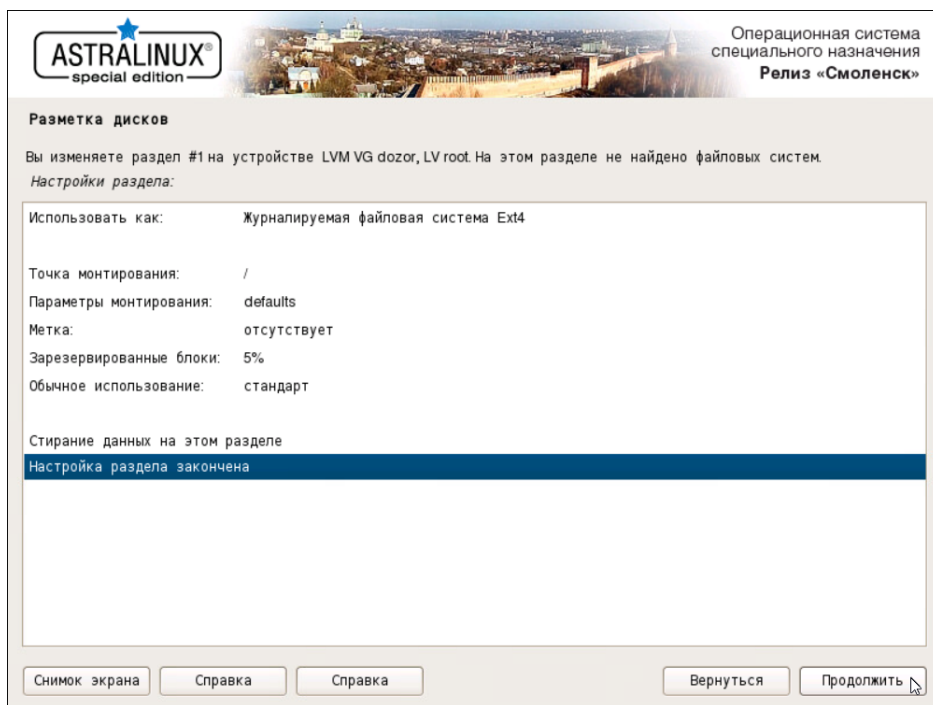 ASTRALINUX®
special edition
Операционная система
специального назначения
Релиз «Смоленск»
Разметка дисков
Вы изменяете раздел #1 на устройстве LVM VG dozor, LV root. На этом разделе не найдено файловых систем.
Настройки раздела:
Использовать как: Журналируемая файловая система Ext4
Точка монтирования: /
Параметры монтирования: defaults
Метка: отсутствует
Зарезервированные блоки: 5%
Обычное использование: стандарт
Стирание данных на этом разделе
Настройка раздела закончена
Снимок экрана Справка Справка Вернуться Продолжить